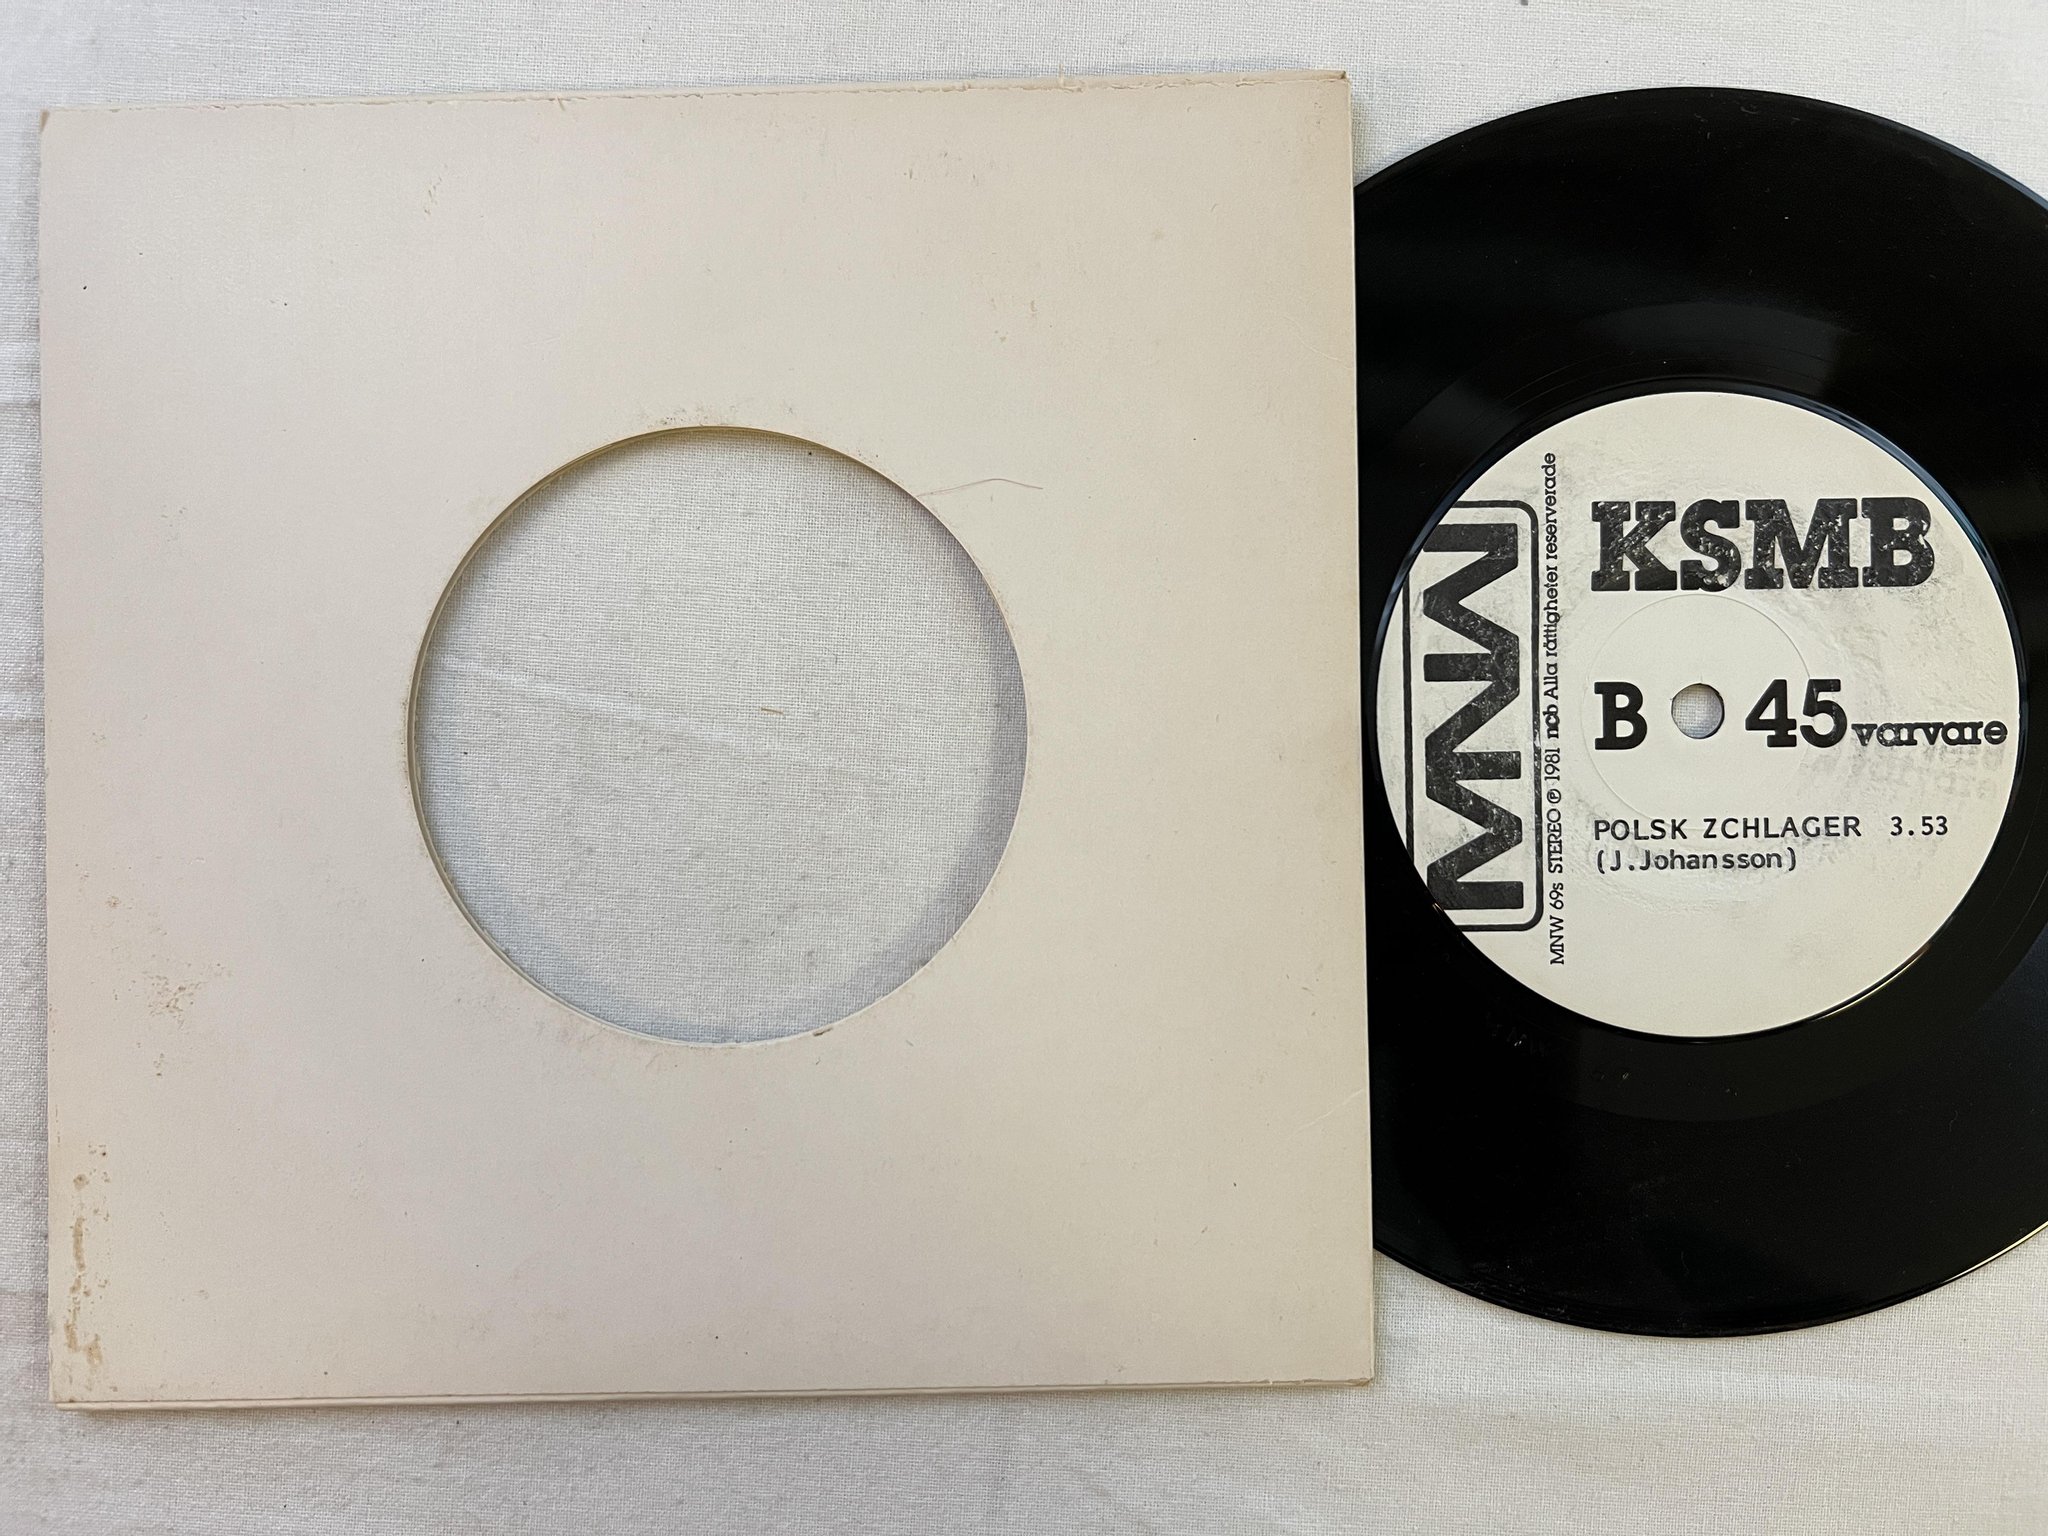 MNW
MNW 69s STEREO ℗ 1981 ncb Alla rättigheter reserverade
KSMB
B 45varvare
POLSK ZCHLAGER 3.53
(J.Johansson)